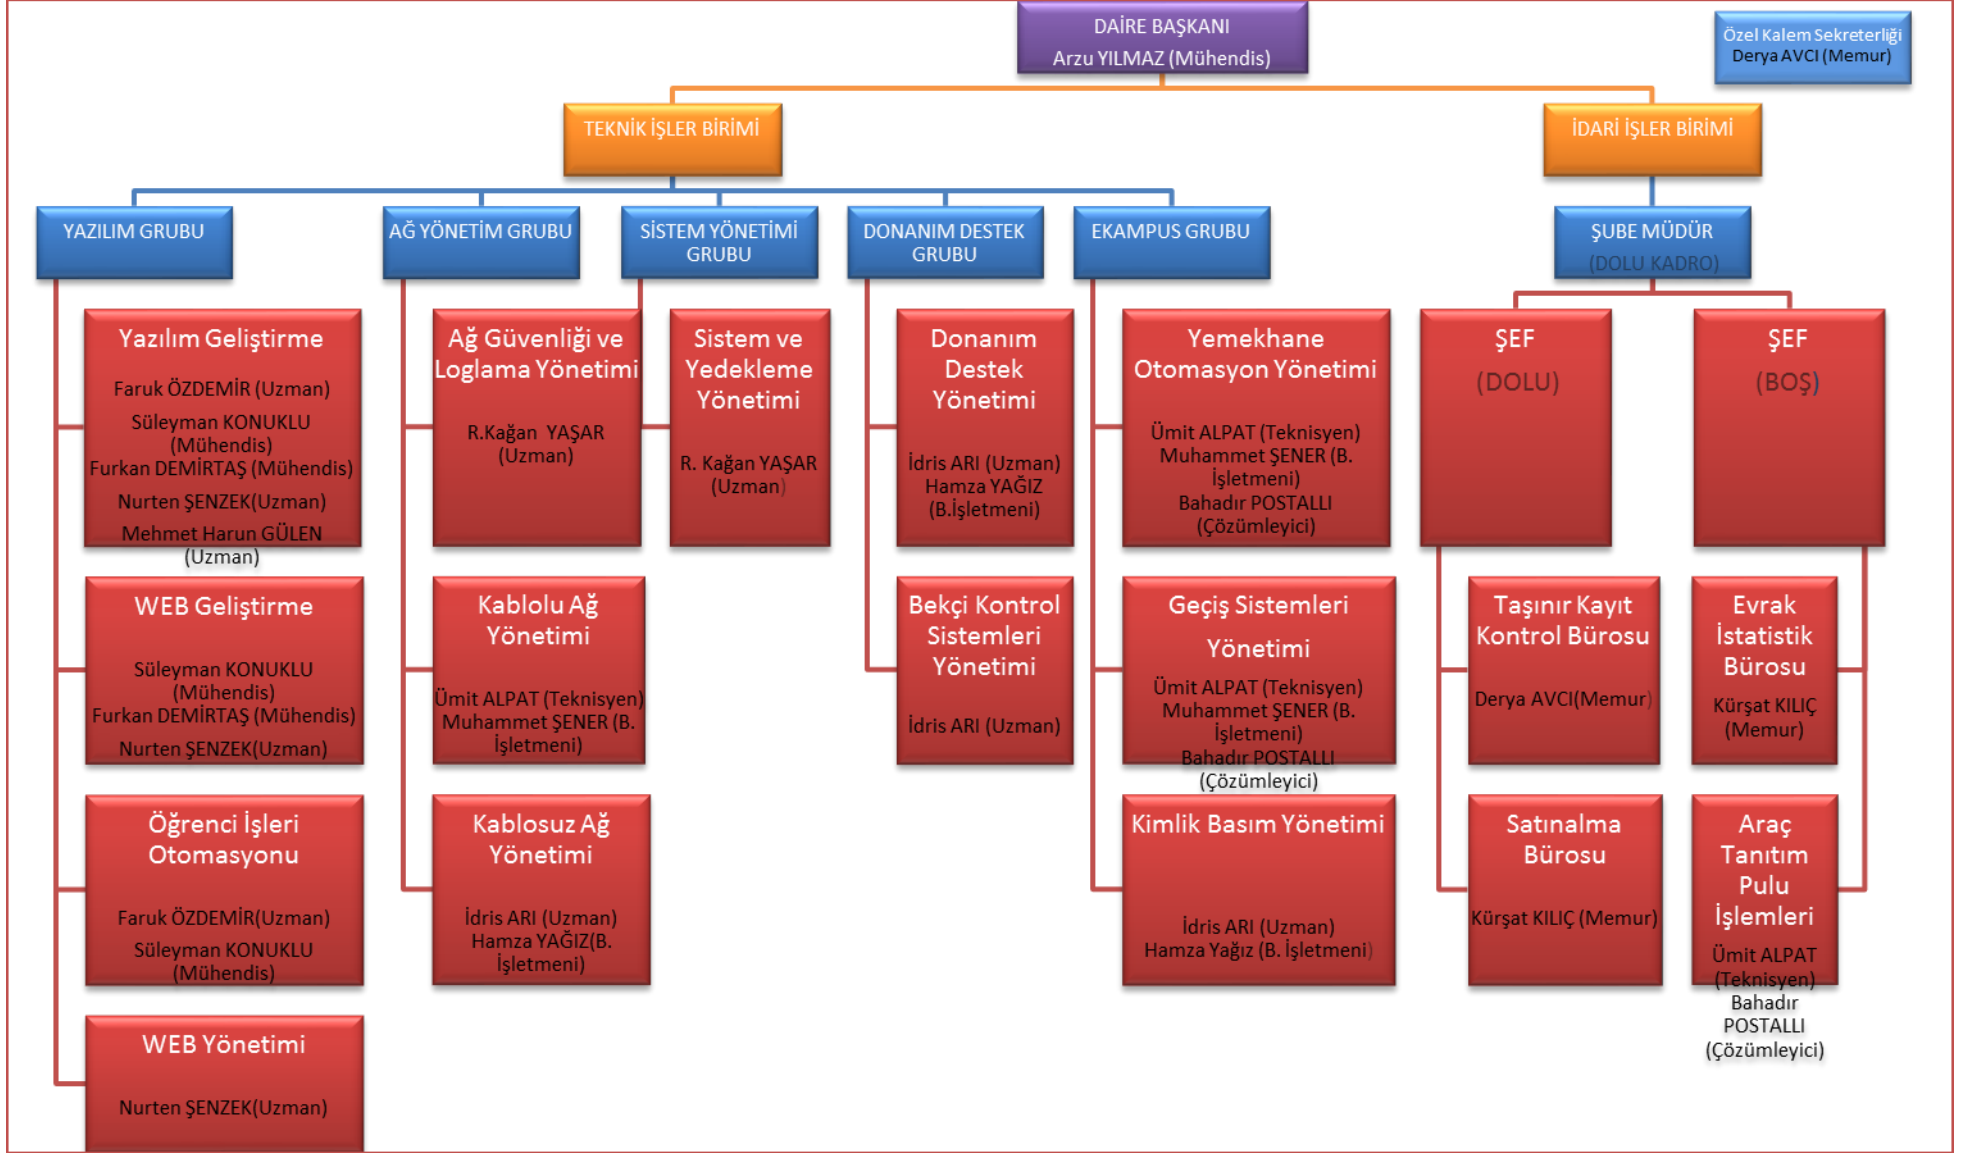 DAİRE BAŞKANI
Arzu YILMAZ (Mühendis)
Özel Kalem Sekreterliği
Derya AVCI (Memur)
TEKNİK İŞLER BİRİMİ
İDARİ İŞLER BİRİMİ
YAZILIM GRUBU
AĞ YÖNETİM GRUBU
SİSTEM YÖNETİMİ
GRUBU
DONANIM DESTEK
GRUBU
EKAMPUS GRUBU
ŞUBE MÜDÜR
(DOLU KADRO)
Yazılım Geliştirme
Faruk ÖZDEMİR (Uzman)
Süleyman KONUKLU
(Mühendis)
Furkan DEMİRTAŞ (Mühendis)
Nurten ŞENZEK(Uzman)
Mehmet Harun GÜLEN
(Uzman)
WEB Geliştirme
Süleyman KONUKLU
(Mühendis)
Furkan DEMİRTAŞ (Mühendis)
Nurten ŞENZEK(Uzman)
Öğrenci İşleri
Otomasyonu
Faruk ÖZDEMİR(Uzman)
Süleyman KONUKLU
(Mühendis)
WEB Yönetimi
Nurten ŞENZEK(Uzman)
Ağ Güvenliği ve
Loglama Yönetimi
R.Kağan  YAŞAR
(Uzman)
Kablolu Ağ
Yönetimi
Ümit ALPAT (Teknisyen)
Muhammet ŞENER (B.
İşletmeni)
Kablosuz Ağ
Yönetimi
İdris ARI (Uzman)
Hamza YAĞIZ(B.
İşletmeni)
Sistem ve
Yedekleme
Yönetimi
R. Kağan YAŞAR
(Uzman)
Donanım
Destek
Yönetimi
İdris ARI (Uzman)
Hamza YAĞIZ
(B.İşletmeni)
Bekçi Kontrol
Sistemleri
Yönetimi
İdris ARI (Uzman)
Yemekhane
Otomasyon Yönetimi
Ümit ALPAT (Teknisyen)
Muhammet ŞENER (B.
İşletmeni)
Bahadır POSTALLI
(Çözümleyici)
Geçiş Sistemleri
Yönetimi
Ümit ALPAT (Teknisyen)
Muhammet ŞENER (B.
İşletmeni)
Bahadır POSTALLI
(Çözümleyici)
Kimlik Basım Yönetimi
İdris ARI (Uzman)
Hamza Yağız (B. İşletmeni)
ŞEF
(DOLU)
Taşınır Kayıt
Kontrol Bürosu
Derya AVCI(Memur)
Satınalma
Bürosu
Kürşat KILIÇ (Memur)
ŞEF
(BOŞ)
Evrak
İstatistik
Bürosu
Kürşat KILIÇ
(Memur)
Araç
Tanıtım
Pulu
İşlemleri
Ümit ALPAT
(Teknisyen)
Bahadır
POSTALLI
(Çözümleyici)